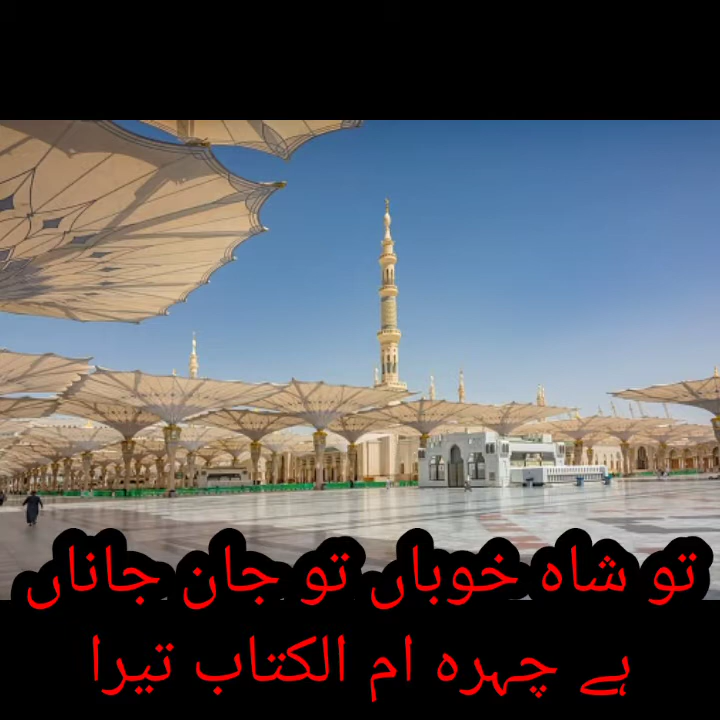 تو شاہ خوباں تو جان جاناں
ہے چہرہ ام الکتاب تیرا